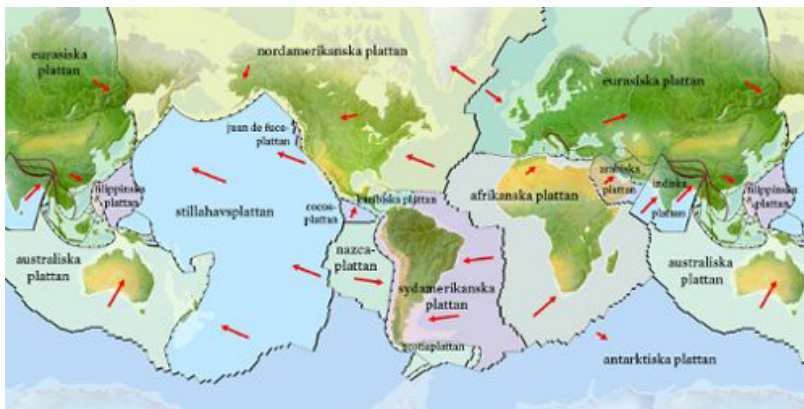 eurasiska
plattan
nordamerikanska plattan
eurasiska plattan
juan de fuca-
plattan
filippinska
plattan
stillahavsplattan
cocos-
plattan
karibiska plattan
afrikanska plattan
arabiska
plattan
indiska
plattan
filippinska
plattan
australiska
plattan
nazca-
plattan
sydamerikanska
plattan
australiska
plattan
scotiaplattan
antarktiska plattan